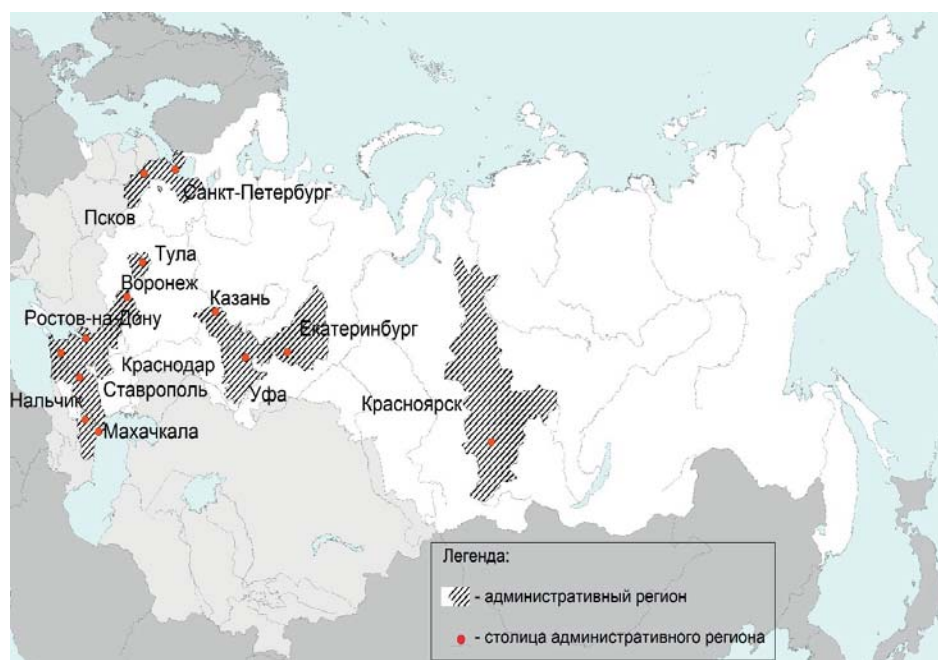 Санкт-Петербург
Псков
Тула
Воронеж
Казань
Ростов-на-Дону
Екатеринбург
Краснодар
Ставрополь
Уфа
Нальчик
Красноярск
Махачкала
Легенда:
- административный регион
- столица административного региона